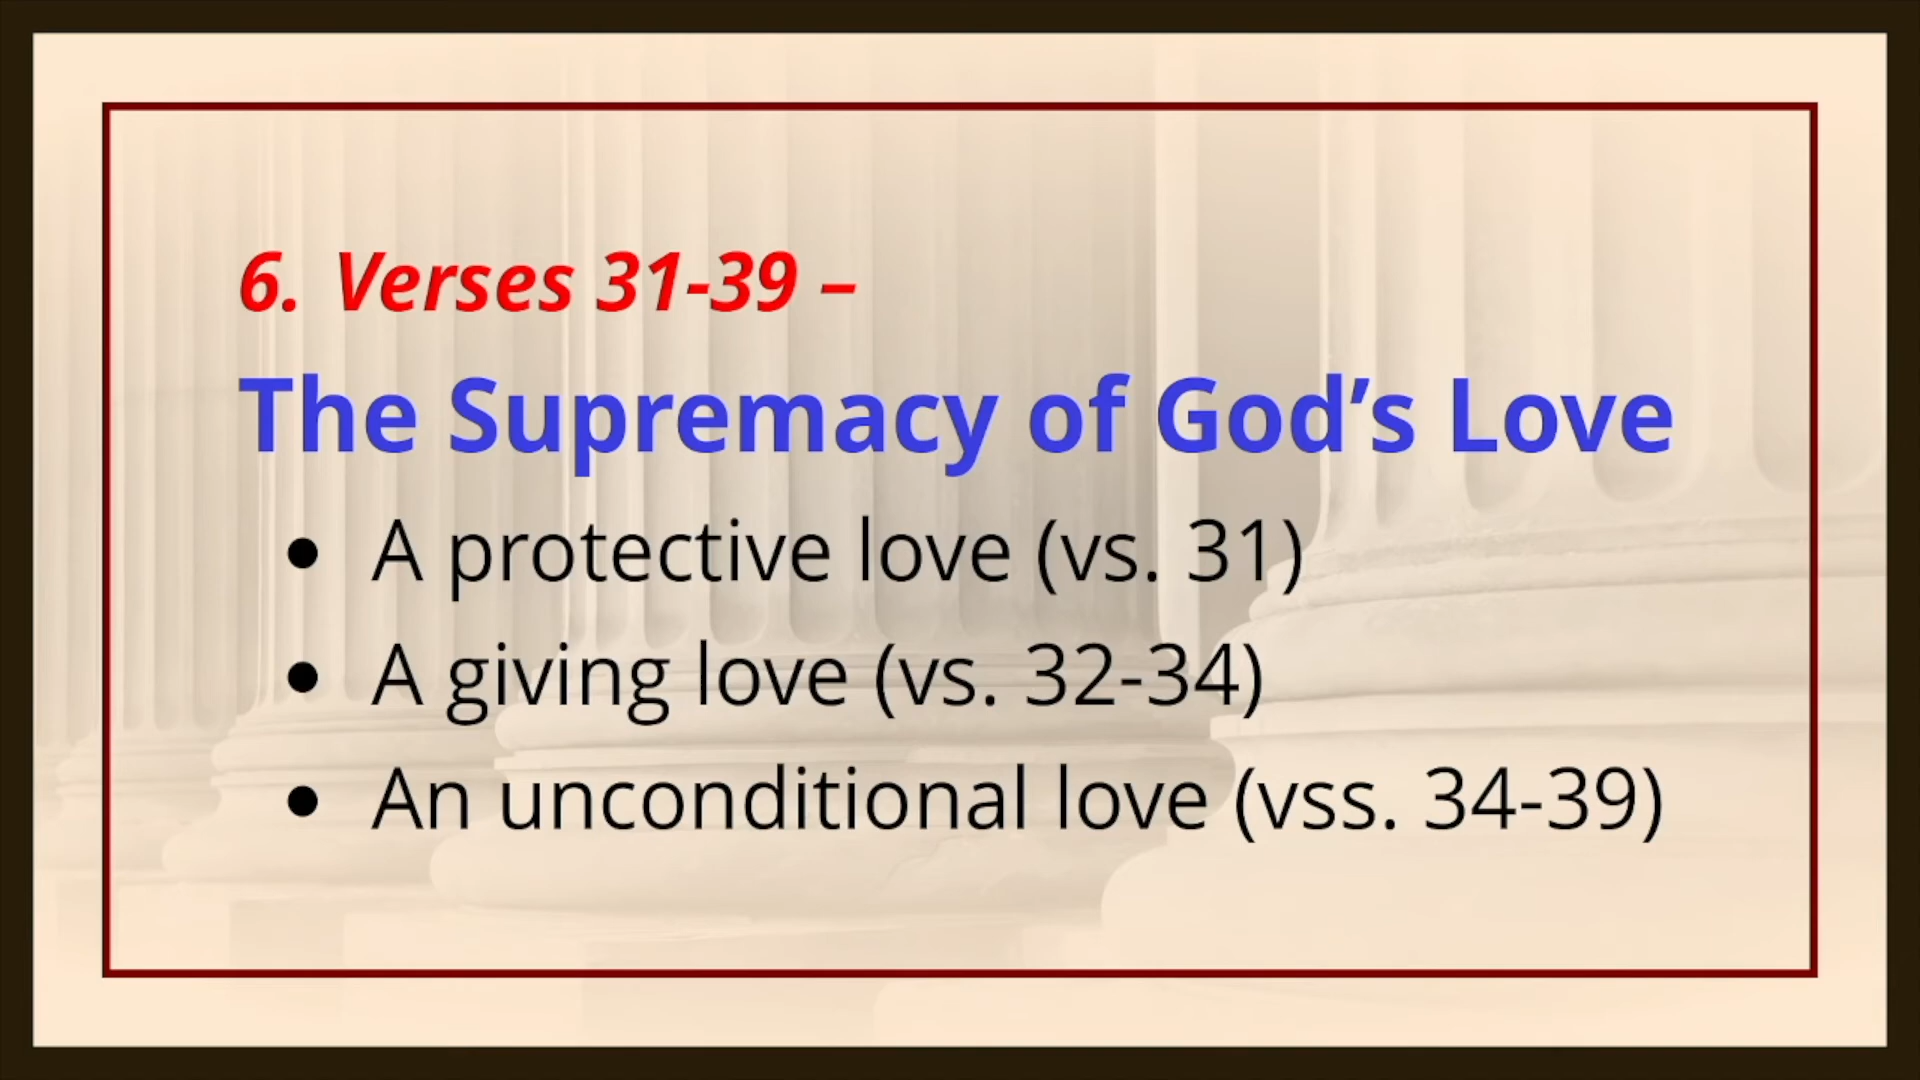 6. Verses 31-39 –
The Supremacy of God’s Love
• A protective love (vs. 31)
• A giving love (vs. 32-34)
• An unconditional love (vss. 34-39)